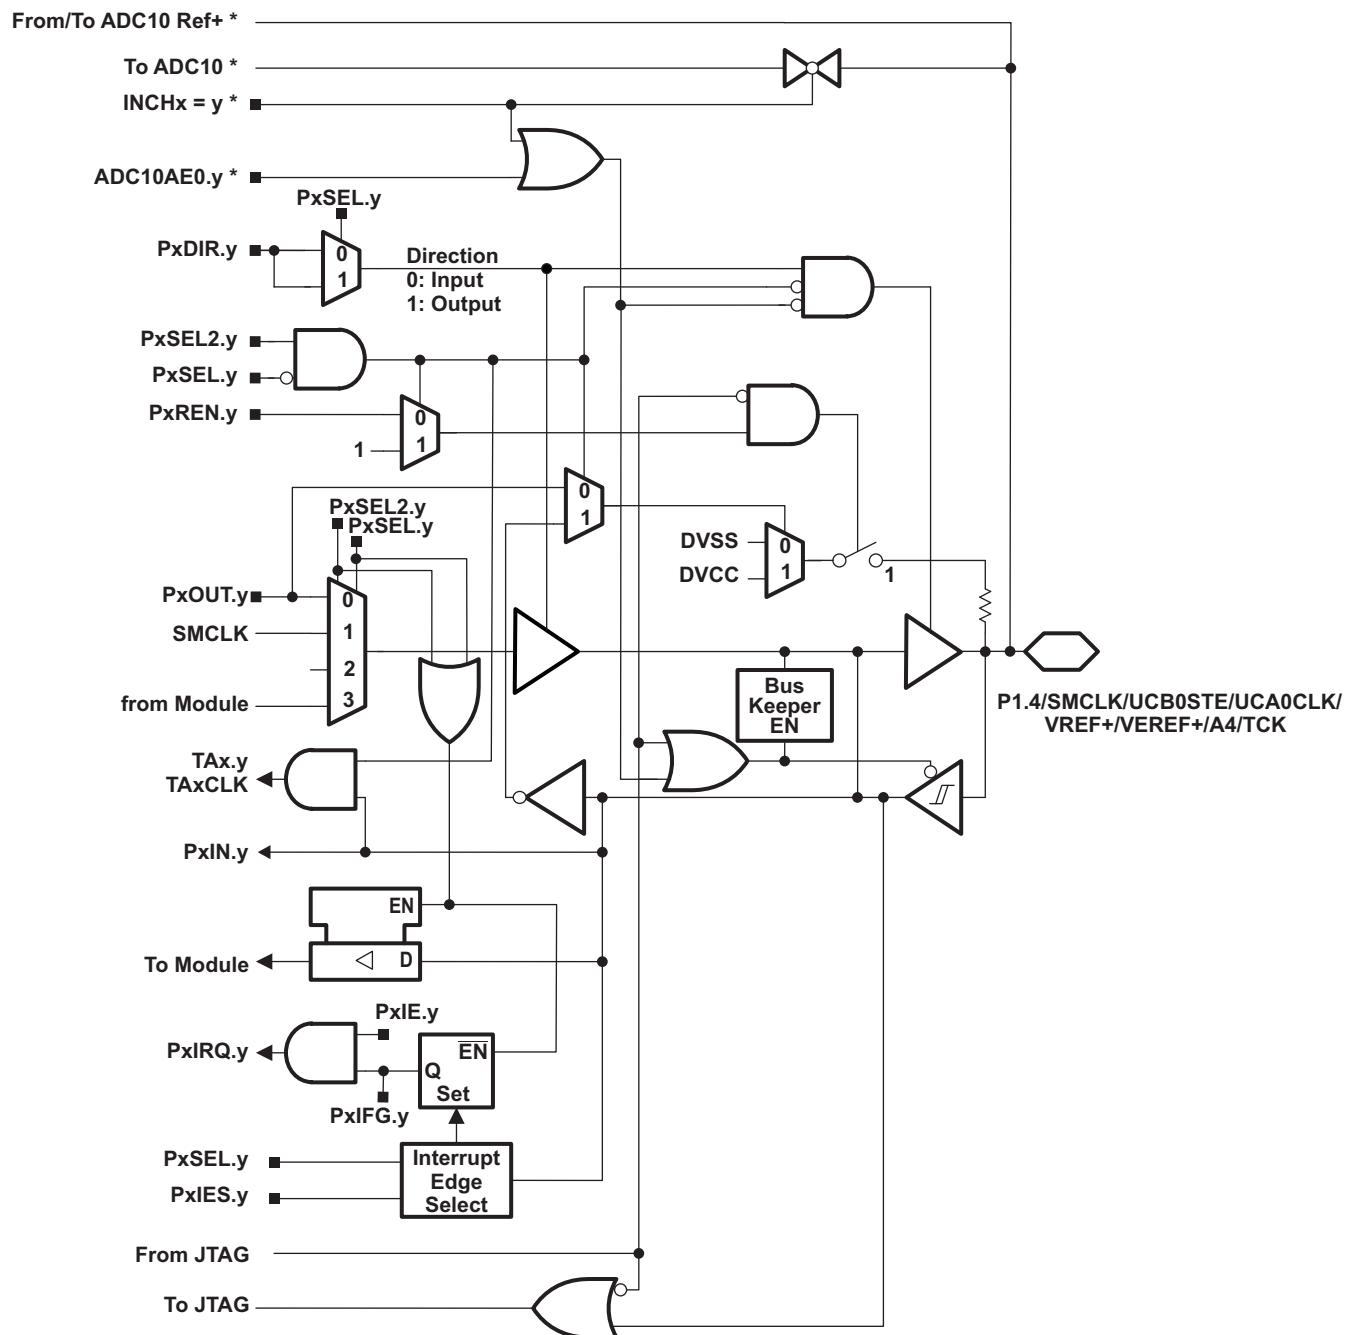 From/To ADC10 Ref+ *
To ADC10 *
INCHx = y *
ADC10AE0.y *
PxSEL.y
PxDIR.y
0
1
Direction
0: Input
1: Output
PxSEL2.y
PxSEL.y
PxREN.y
0
1
1
0
1
PxSEL2.y
PxSEL.y
DVSS
DVCC
0
1
1
PxOUT.y
SMCLK
from Module
0
1
2
3
Bus
Keeper
EN
P1.4/SMCLK/UCB0STE/UCA0CLK/
VREF+/VEREF+/A4/TCK
TAx.y
TAxCLK
PxIN.y
EN
D
To Module
PxIE.y
PxIRQ.y
EN
Q
Set
PxIFG.y
PxSEL.y
PxIES.y
Interrupt
Edge
Select
From JTAG
To JTAG